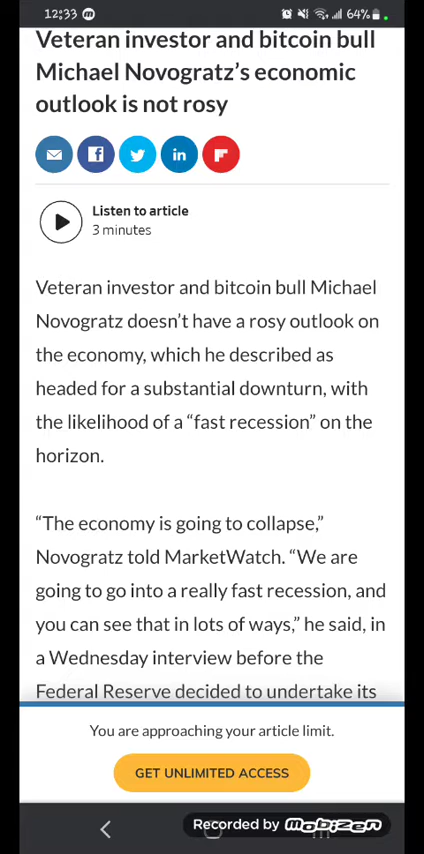 12:33 m 64%
Veteran investor and bitcoin bull
Michael Novogratz’s economic
outlook is not rosy
f in
Listen to article
3 minutes
Veteran investor and bitcoin bull Michael
Novogratz doesn’t have a rosy outlook on
the economy, which he described as
headed for a substantial downturn, with
the likelihood of a “fast recession” on the
horizon.
“The economy is going to collapse,”
Novogratz told MarketWatch. “We are
going to go into a really fast recession, and
you can see that in lots of ways,” he said, in
a Wednesday interview before the
Federal Reserve decided to undertake its
You are approaching your article limit.
GET UNLIMITED ACCESS
Recorded by mobizen